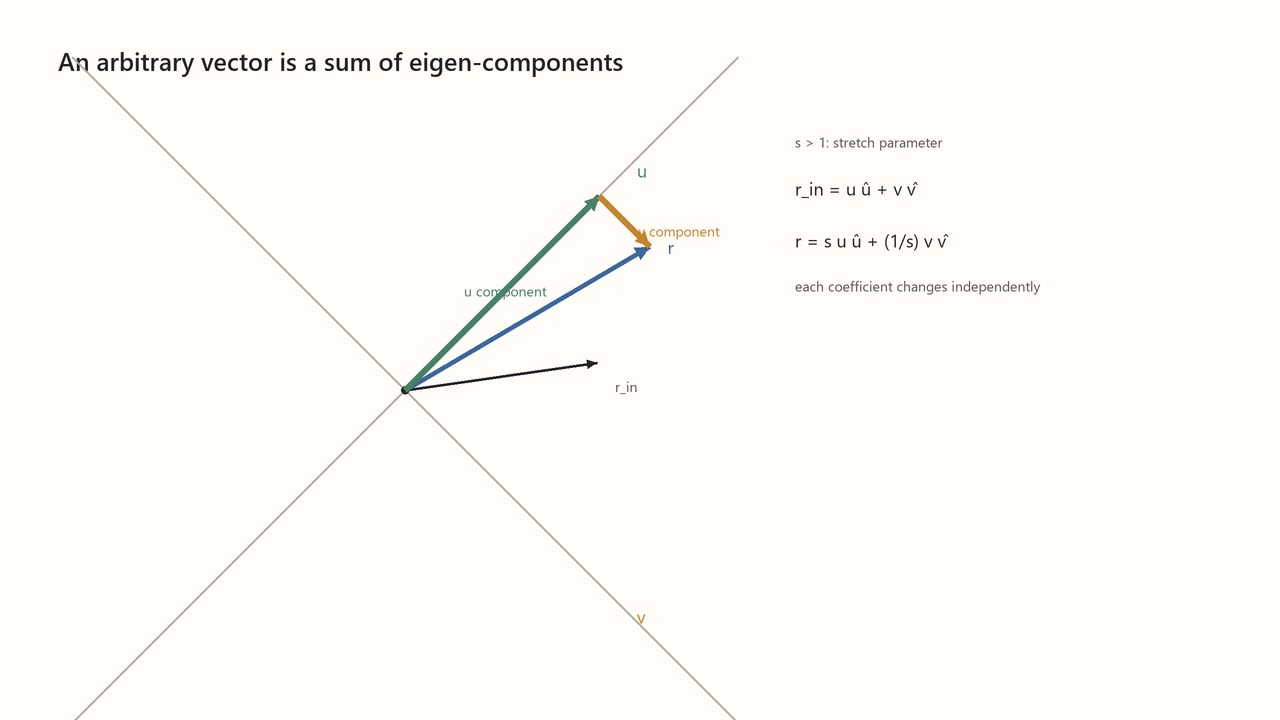 An arbitrary vector is a sum of eigen-components
s > 1: stretch parameter
u
r_in = u û + v v̂
component
r
r = s u û + (1/s) v v̂
u component
each coefficient changes independently
r_in
v